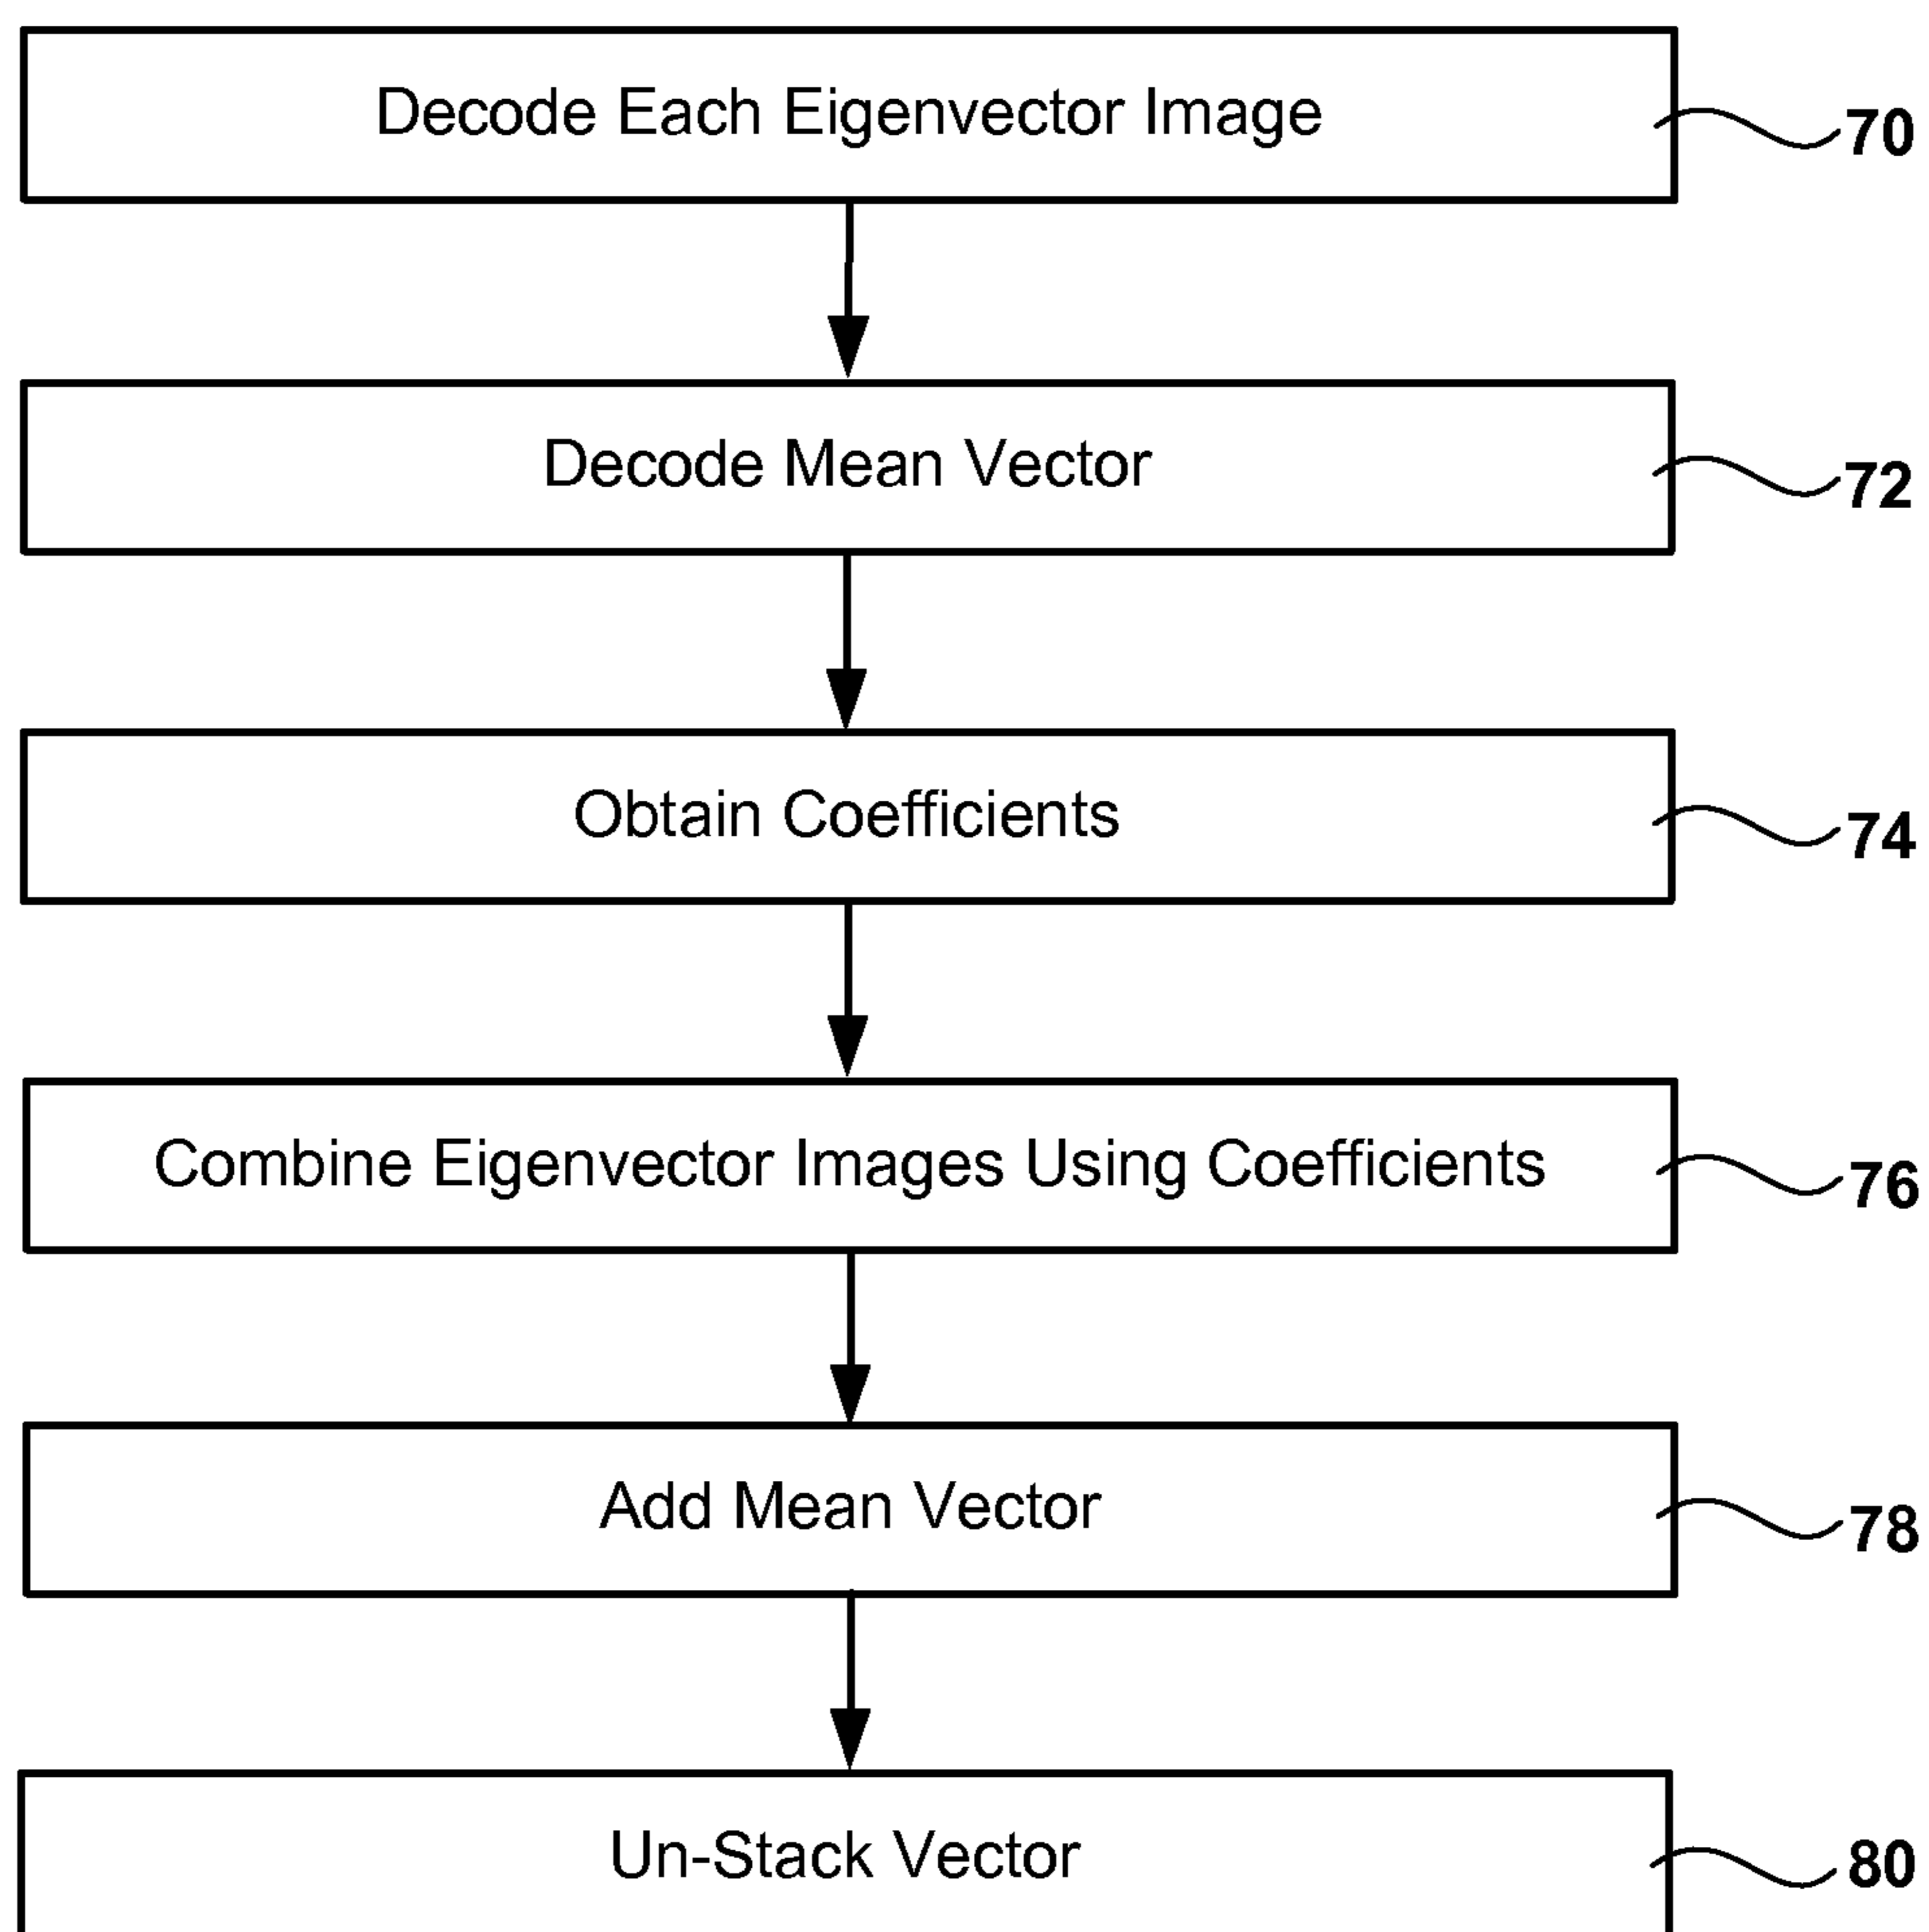 Decode Each Eigenvector Image
70
Decode Mean Vector
72
Obtain Coefficients
74
Combine Eigenvector Images Using Coefficients
76
Add Mean Vector
78
Un-Stack Vector
80